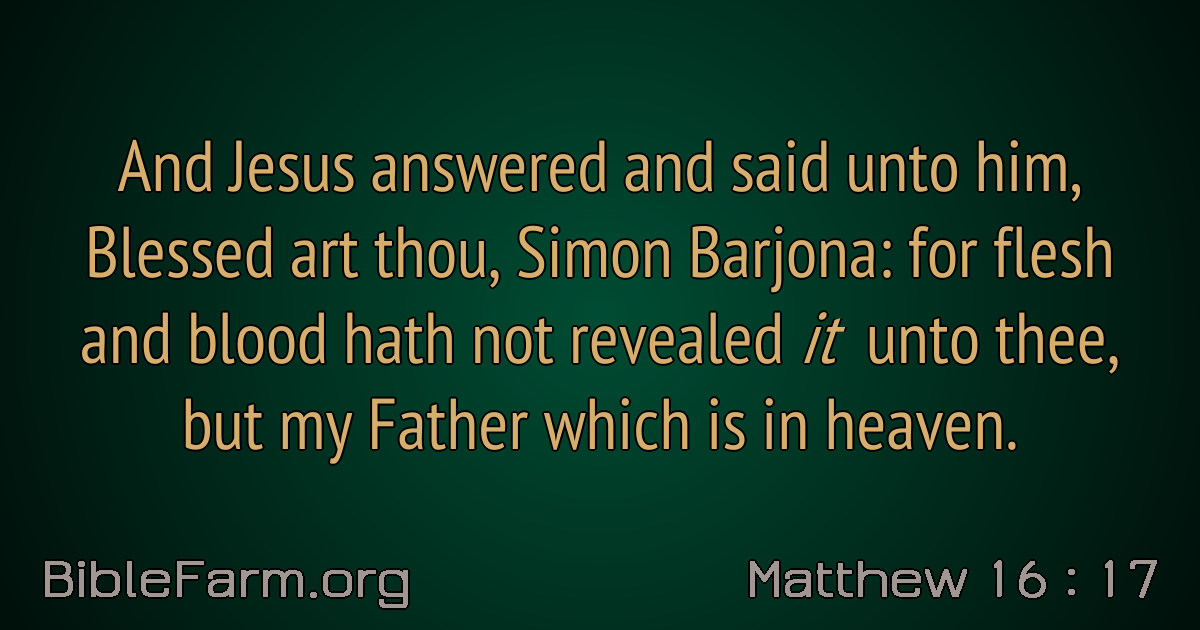 And Jesus answered and said unto him,
Blessed art thou, Simon Barjona: for flesh
and blood hath not revealed it unto thee,
but my Father which is in heaven.
BibleFarm.org
Matthew 16 : 17